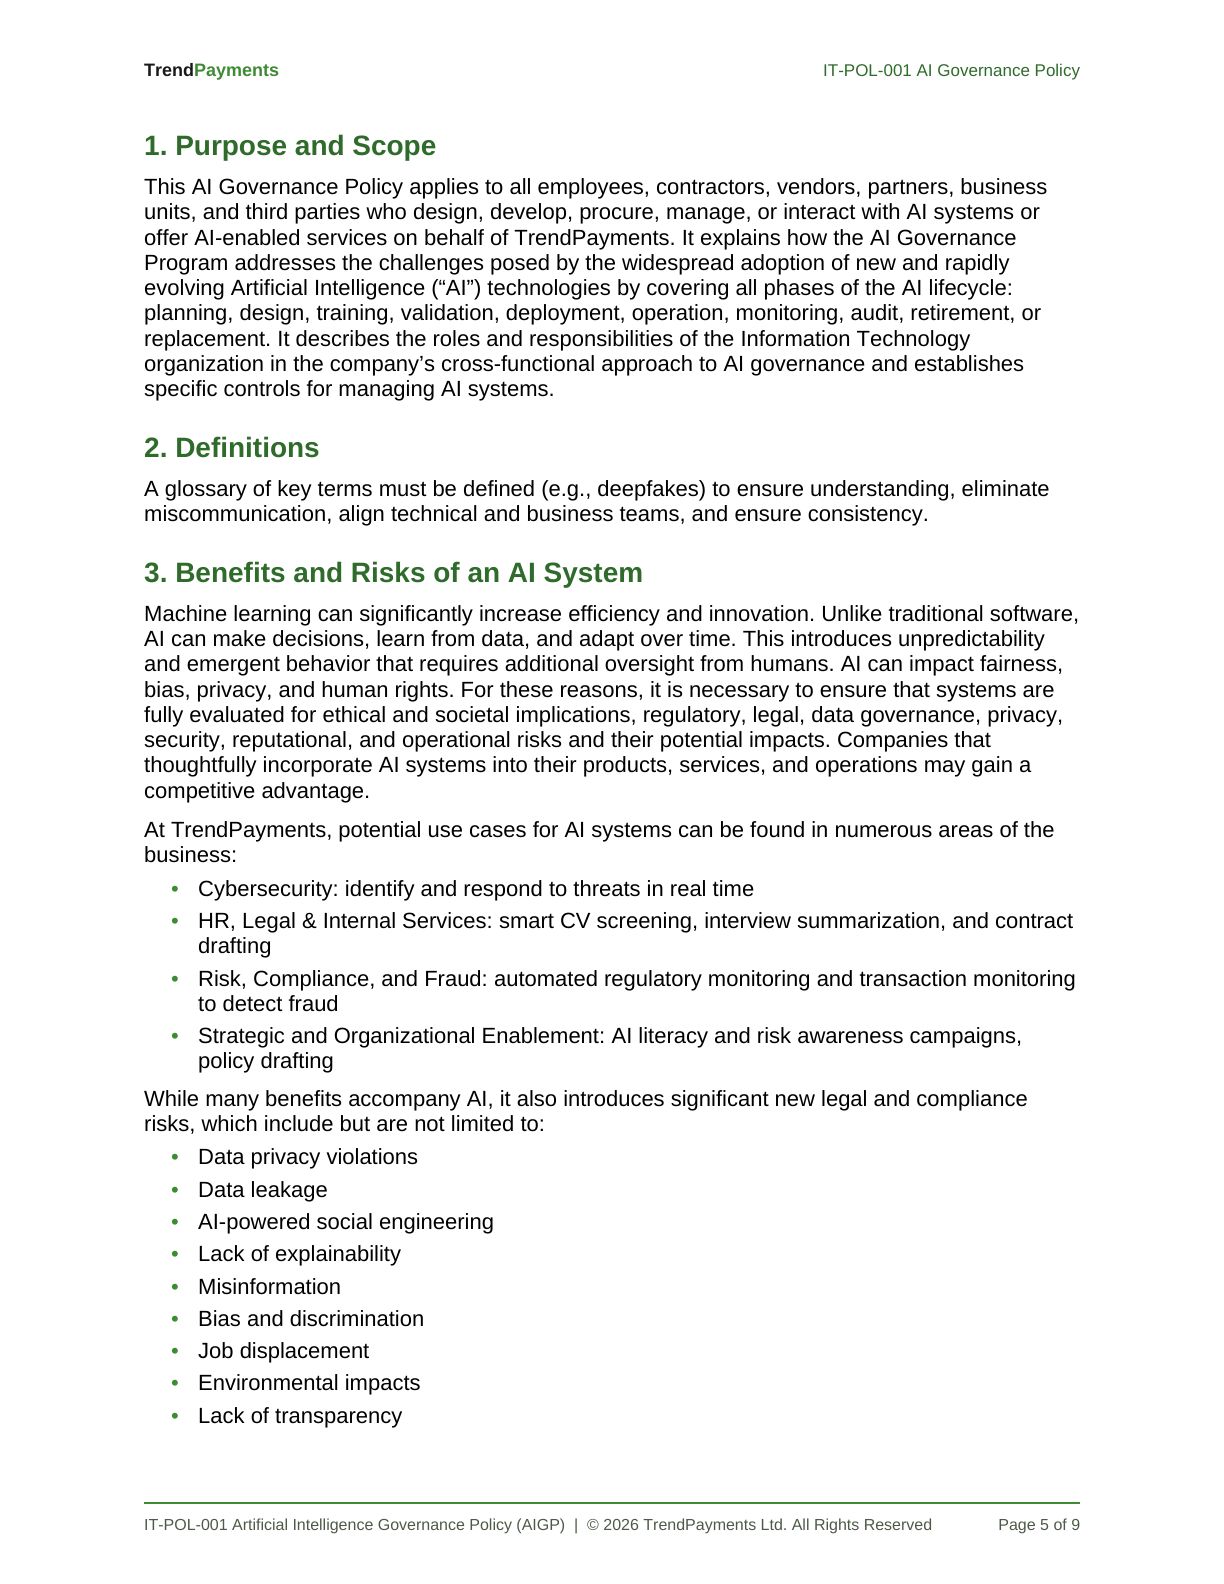 TrendPayments
IT-POL-001 AI Governance Policy
1. Purpose and Scope
This AI Governance Policy applies to all employees, contractors, vendors, partners, business
units, and third parties who design, develop, procure, manage, or interact with AI systems or
offer AI-enabled services on behalf of TrendPayments. It explains how the AI Governance
Program addresses the challenges posed by the widespread adoption of new and rapidly
evolving Artificial Intelligence (“AI”) technologies by covering all phases of the AI lifecycle:
planning, design, training, validation, deployment, operation, monitoring, audit, retirement, or
replacement. It describes the roles and responsibilities of the Information Technology
organization in the company’s cross-functional approach to AI governance and establishes
specific controls for managing AI systems.
2. Definitions
A glossary of key terms must be defined (e.g., deepfakes) to ensure understanding, eliminate
miscommunication, align technical and business teams, and ensure consistency.
3. Benefits and Risks of an AI System
Machine learning can significantly increase efficiency and innovation. Unlike traditional software,
AI can make decisions, learn from data, and adapt over time. This introduces unpredictability
and emergent behavior that requires additional oversight from humans. AI can impact fairness,
bias, privacy, and human rights. For these reasons, it is necessary to ensure that systems are
fully evaluated for ethical and societal implications, regulatory, legal, data governance, privacy,
security, reputational, and operational risks and their potential impacts. Companies that
thoughtfully incorporate AI systems into their products, services, and operations may gain a
competitive advantage.
At TrendPayments, potential use cases for AI systems can be found in numerous areas of the
business:
• Cybersecurity: identify and respond to threats in real time
• HR, Legal & Internal Services: smart CV screening, interview summarization, and contract
drafting
• Risk, Compliance, and Fraud: automated regulatory monitoring and transaction monitoring
to detect fraud
• Strategic and Organizational Enablement: AI literacy and risk awareness campaigns,
policy drafting
While many benefits accompany AI, it also introduces significant new legal and compliance
risks, which include but are not limited to:
• Data privacy violations
• Data leakage
• AI-powered social engineering
• Lack of explainability
• Misinformation
• Bias and discrimination
• Job displacement
• Environmental impacts
• Lack of transparency
IT-POL-001 Artificial Intelligence Governance Policy (AIGP) | © 2026 TrendPayments Ltd. All Rights Reserved
Page 5 of 9